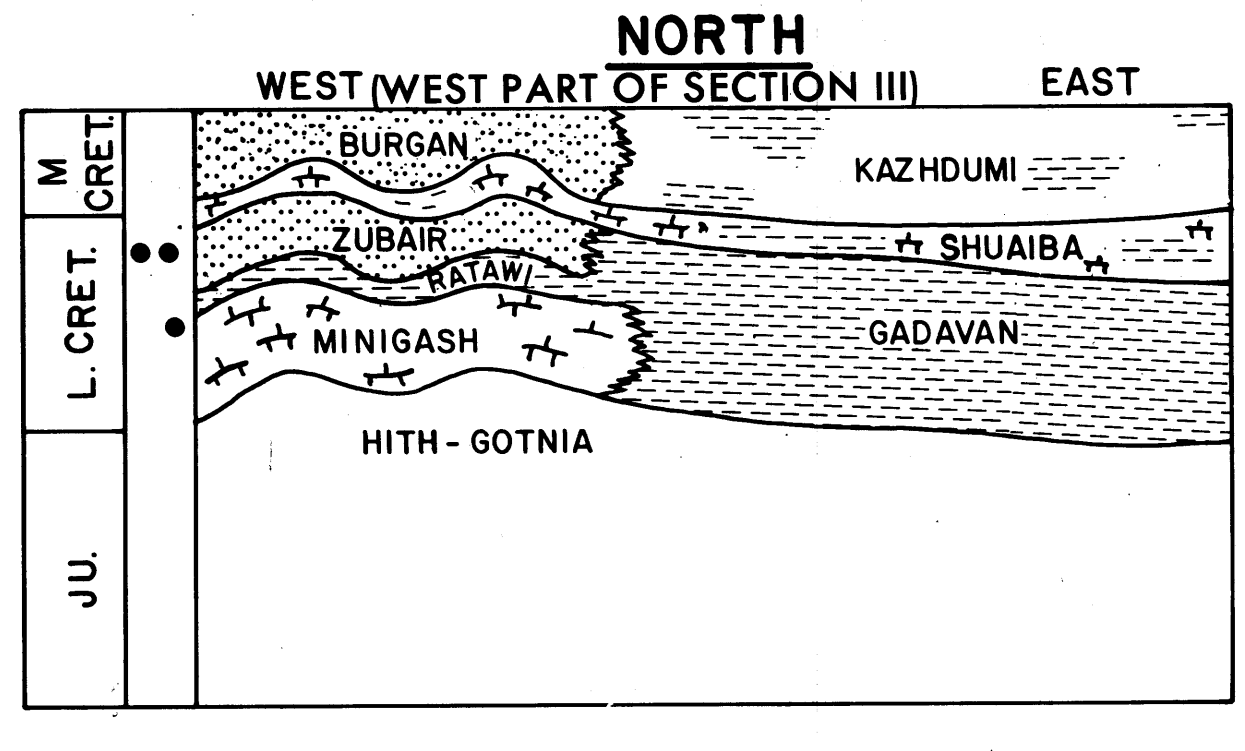 NORTH
WEST (WEST PART OF SECTION III) EAST
M CRET.
BURGAN
KAZHDUMI
L. CRET.
ZUBAIR
SHUAIBA
RATAWI
MINIGASH
GADAVAN
HITH - GOTNIA
JU.